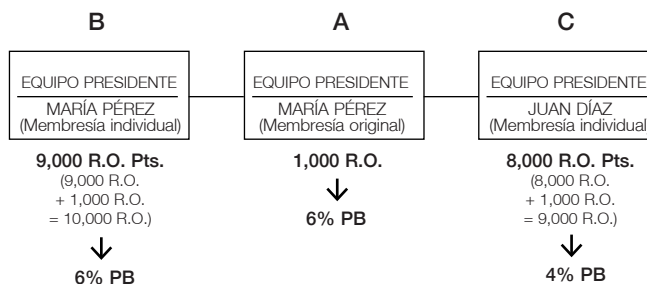 B
EQUIPO PRESIDENTE
MARÍA PÉREZ
(Membresía individual)
9,000 R.O. Pts.
(9,000 R.O.
+ 1,000 R.O.
= 10,000 R.O.)
6% PB
A
EQUIPO PRESIDENTE
MARÍA PÉREZ
(Membresía original)
1,000 R.O.
6% PB
C
EQUIPO PRESIDENTE
JUAN DÍAZ
(Membresía individual)
8,000 R.O. Pts.
(8,000 R.O.
+ 1,000 R.O.
= 9,000 R.O.)
4% PB